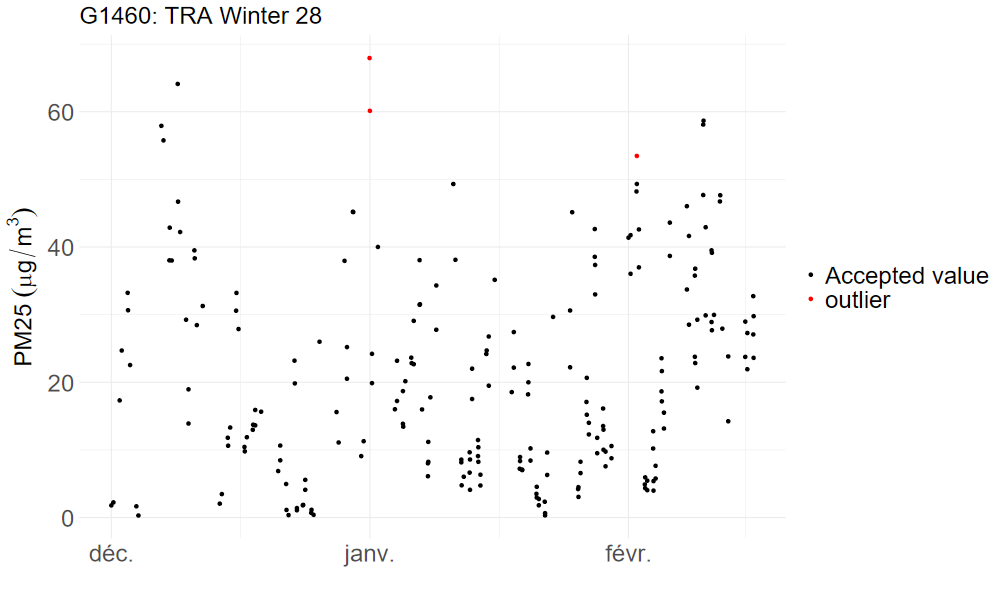 G1460: TRA Winter 28
PM25 (μg/m³)
60
40
20
0
déc.
janv.
févr.
Accepted value
outlier